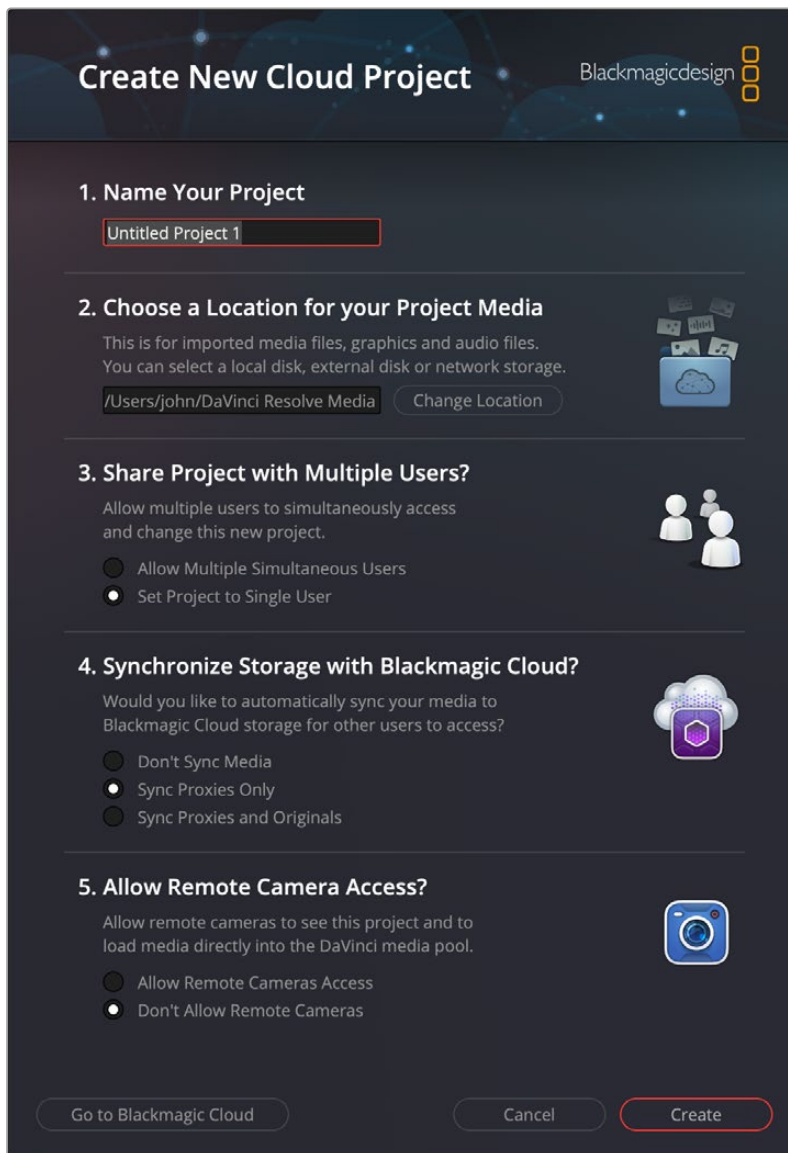 Create New Cloud Project
Blackmagicdesign
1. Name Your Project
Untitled Project 1
2. Choose a Location for your Project Media
This is for imported media files, graphics and audio files.
You can select a local disk, external disk or network storage.
/Users/john/DaVinci Resolve Media
Change Location
3. Share Project with Multiple Users?
Allow multiple users to simultaneously access
and change this new project.
Allow Multiple Simultaneous Users
Set Project to Single User
4. Synchronize Storage with Blackmagic Cloud?
Would you like to automatically sync your media to
Blackmagic Cloud storage for other users to access?
Don't Sync Media
Sync Proxies Only
Sync Proxies and Originals
5. Allow Remote Camera Access?
Allow remote cameras to see this project and to
load media directly into the DaVinci media pool.
Allow Remote Cameras Access
Don't Allow Remote Cameras
Go to Blackmagic Cloud
Cancel
Create